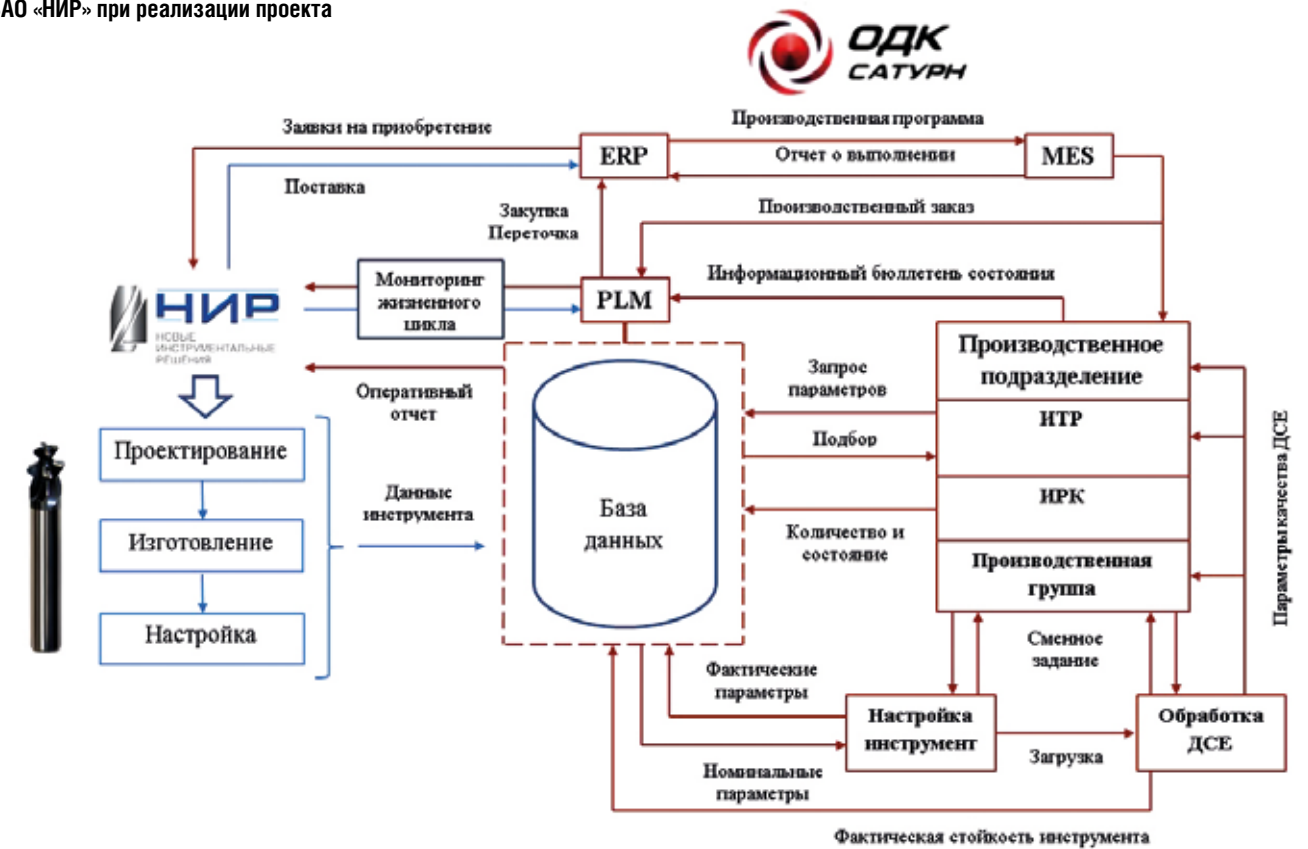 АО «НИР» при реализации проекта
ОДК
САТУРН
Заявки на приобретение
Поставка
ERP
Производственная программа
Отчет о выполнении
MES
Закупка
Переточка
Производственный заказ
Мониторинг
жизненного
цикла
PLM
Информационный бюллетень состояния
НИР
НОВЫЕ
ИНСТРУМЕНТАЛЬНЫЕ
РЕШЕНИЯ
Оперативный
отчет
Запрос
параметров
Подбор
Производственное
подразделение
ИТР
ИРК
Производственная
группа
Проектирование
Изготовление
Настройка
Данные
инструмента
База
данных
Количество и
состояние
Параметры качества ДСЕ
Сменное
задание
Фактические
параметры
Настройка
инструмент
Загрузка
Обработка
ДСЕ
Номинальные
параметры
Фактическая стойкость инструмента